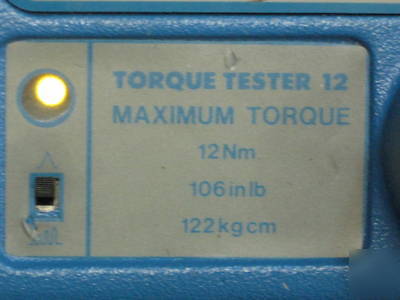 TORQUE TESTER 12
MAXIMUM TORQUE
12Nm
106inlb
122kgcm